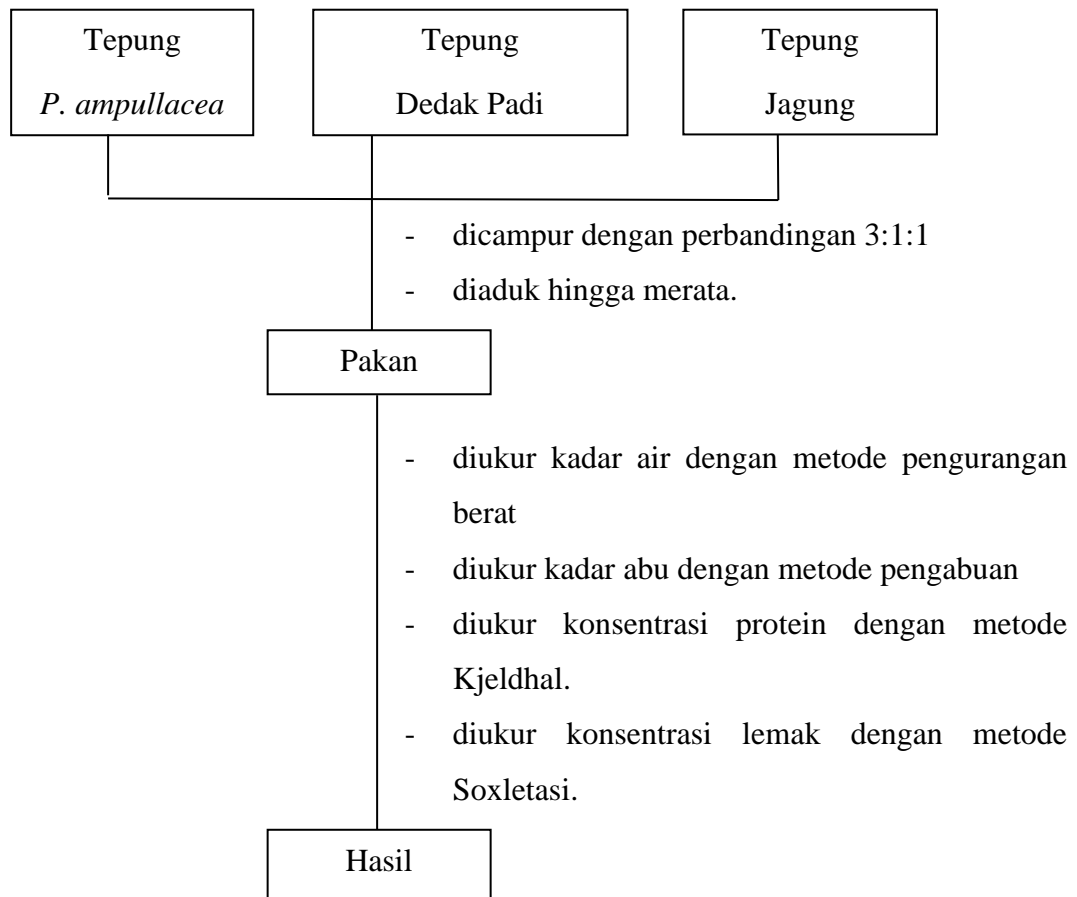 Tepung
P. ampullacea
Tepung
Dedak Padi
Tepung
Jagung
- dicampur dengan perbandingan 3:1:1
- diaduk hingga merata.
Pakan
- diukur kadar air dengan metode pengurangan
berat
- diukur kadar abu dengan metode pengabuan
- diukur konsentrasi protein dengan metode
Kjeldhal.
- diukur konsentrasi lemak dengan metode
Soxletasi.
Hasil